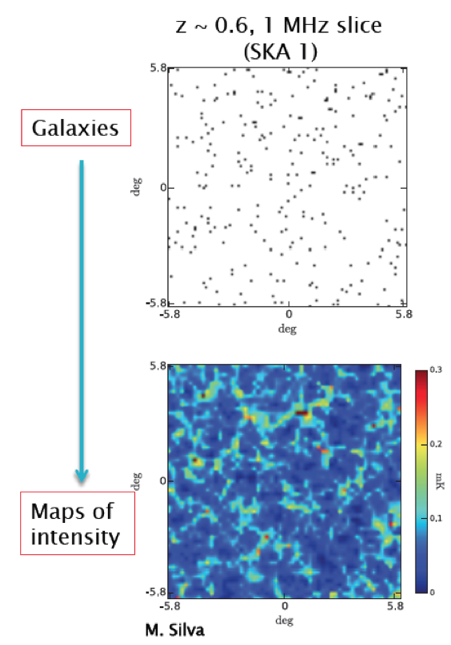 z ~ 0.6, 1 MHz slice
(SKA 1)
Galaxies
5.8
deg
0
-5.8
-5.8
0
5.8
deg
5.8
deg
0
-5.8
-5.8
0
5.8
deg
0.3
0.2
mK
0.1
0
Maps of
intensity
M. Silva